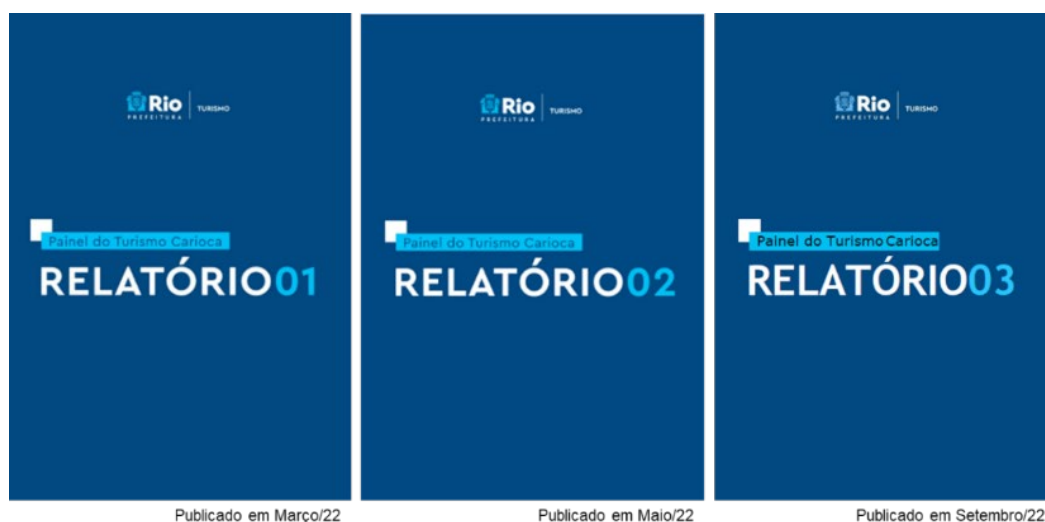 Rio
PREFEITURA
TURISMO
Painel do Turismo Carioca
RELATÓRIO01
Publicado em Março/22
Rio
PREFEITURA
TURISMO
Painel do Turismo Carioca
RELATÓRIO02
Publicado em Maio/22
Rio
PREFEITURA
TURISMO
Painel do Turismo Carioca
RELATÓRIO03
Publicado em Setembro/22